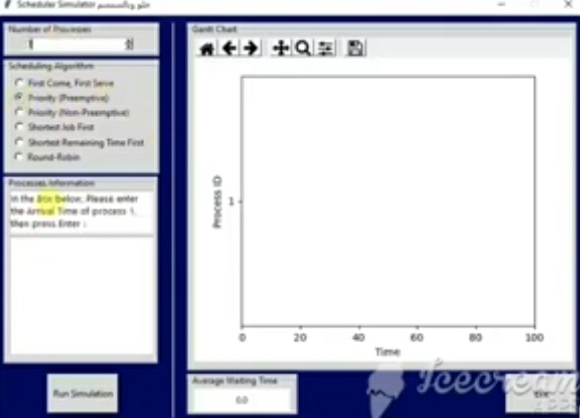 Scheduler Simulator
Number of Processes
1
Scheduling Algorithm
First Come, First Serve
Priority (Preemptive)
Priority (Non-Preemptive)
Shortest Job First
Shortest Remaining Time First
Round-Robin
Processes Information
In the Box below, Please enter
the Arrival Time of process 1,
then press Enter :
Run Simulation
Gantt Chart
Process ID
1
0 20 40 60 80 100
Time
Average Waiting Time
0.0
Icecream